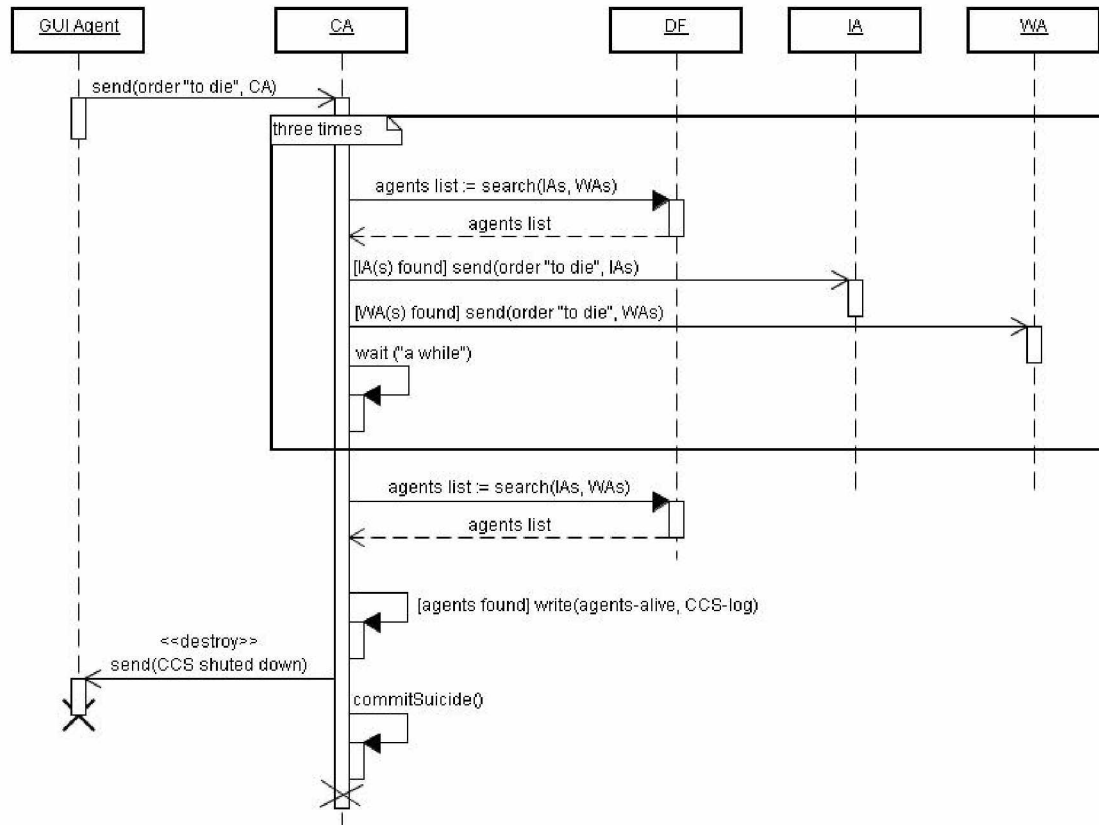 GUI Agent
CA
DF
IA
WA
send(order "to die", CA)
three times
agents list := search(IAs, WAs)
agents list
[IA(s) found] send(order "to die", IAs)
[WA(s) found] send(order "to die", WAs)
wait ("a while")
agents list := search(IAs, WAs)
agents list
[agents found] write(agents-alive, CCS-log)
<<destroy>>
send(CCS shuted down)
commitSuicide()